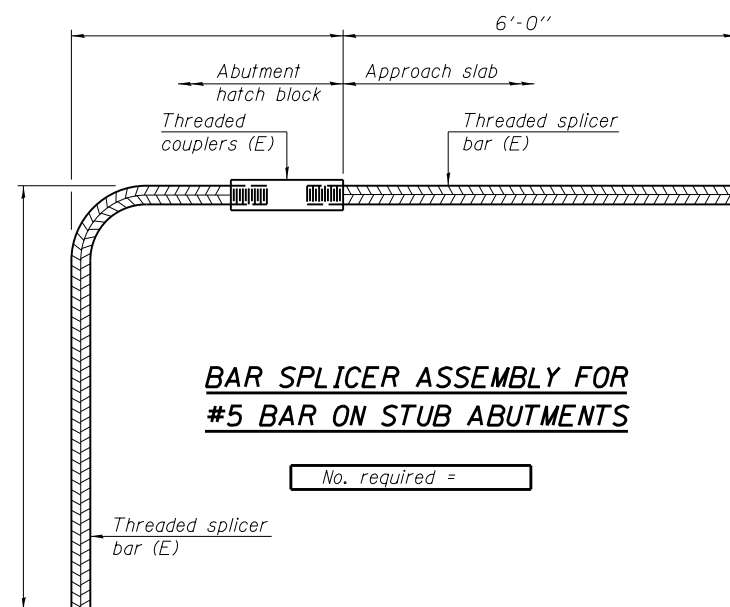 6'-0"
Abutment
hatch block
Approach slab
Threaded
couplers (E)
Threaded splicer
bar (E)
BAR SPLICER ASSEMBLY FOR
#5 BAR ON STUB ABUTMENTS
No. required =
Threaded splicer
bar (E)